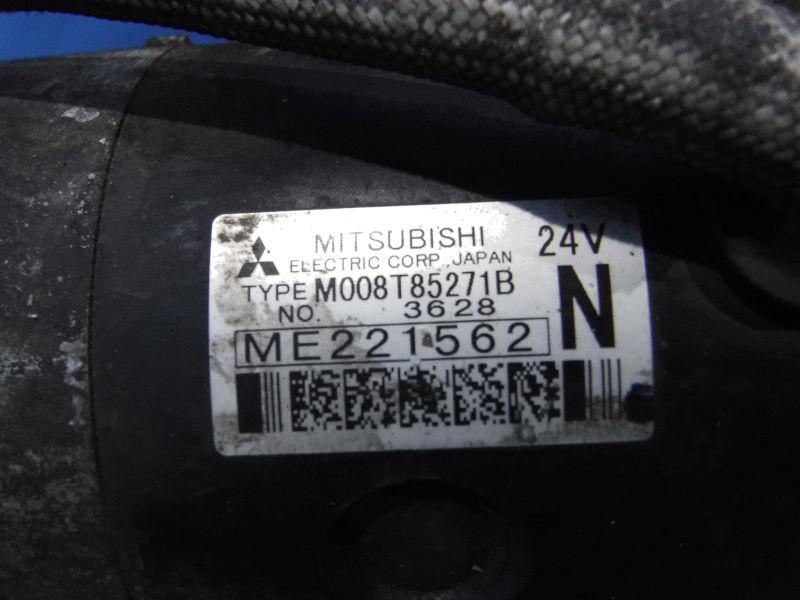 MITSUBISHI 24V
ELECTRIC CORP. JAPAN
TYPE M008T85271B N
NO. 3628
ME221562